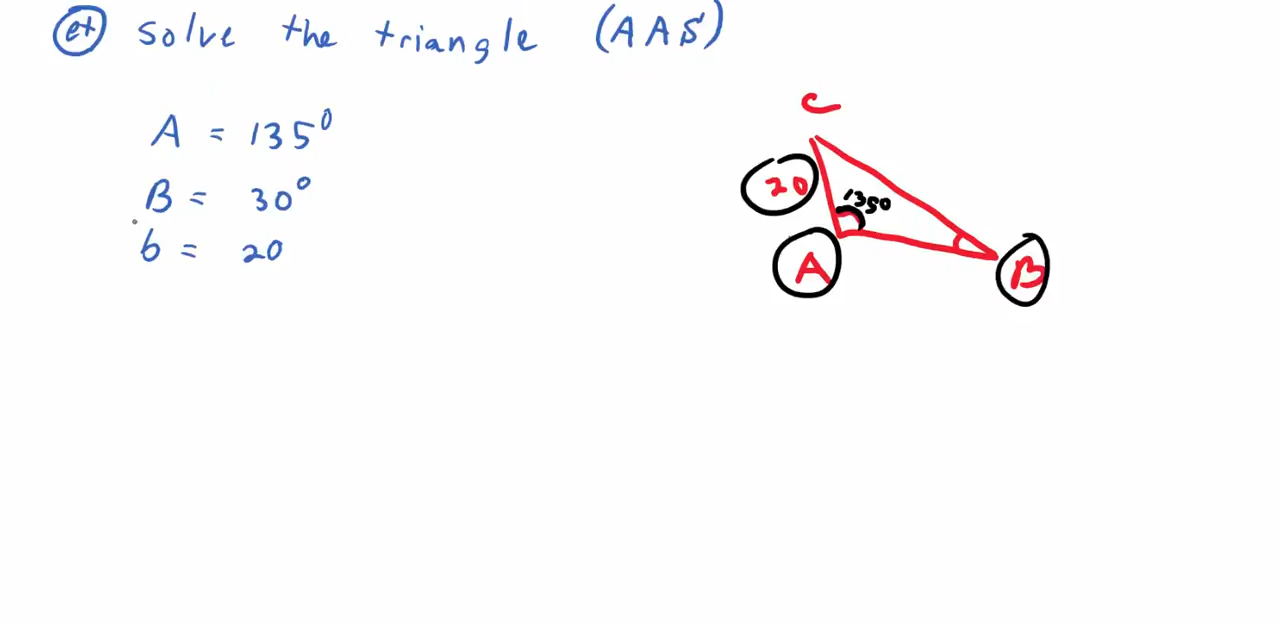 ex solve the triangle (AAS)
A = 135°
B = 30°
b = 20
C
20
135°
A
B